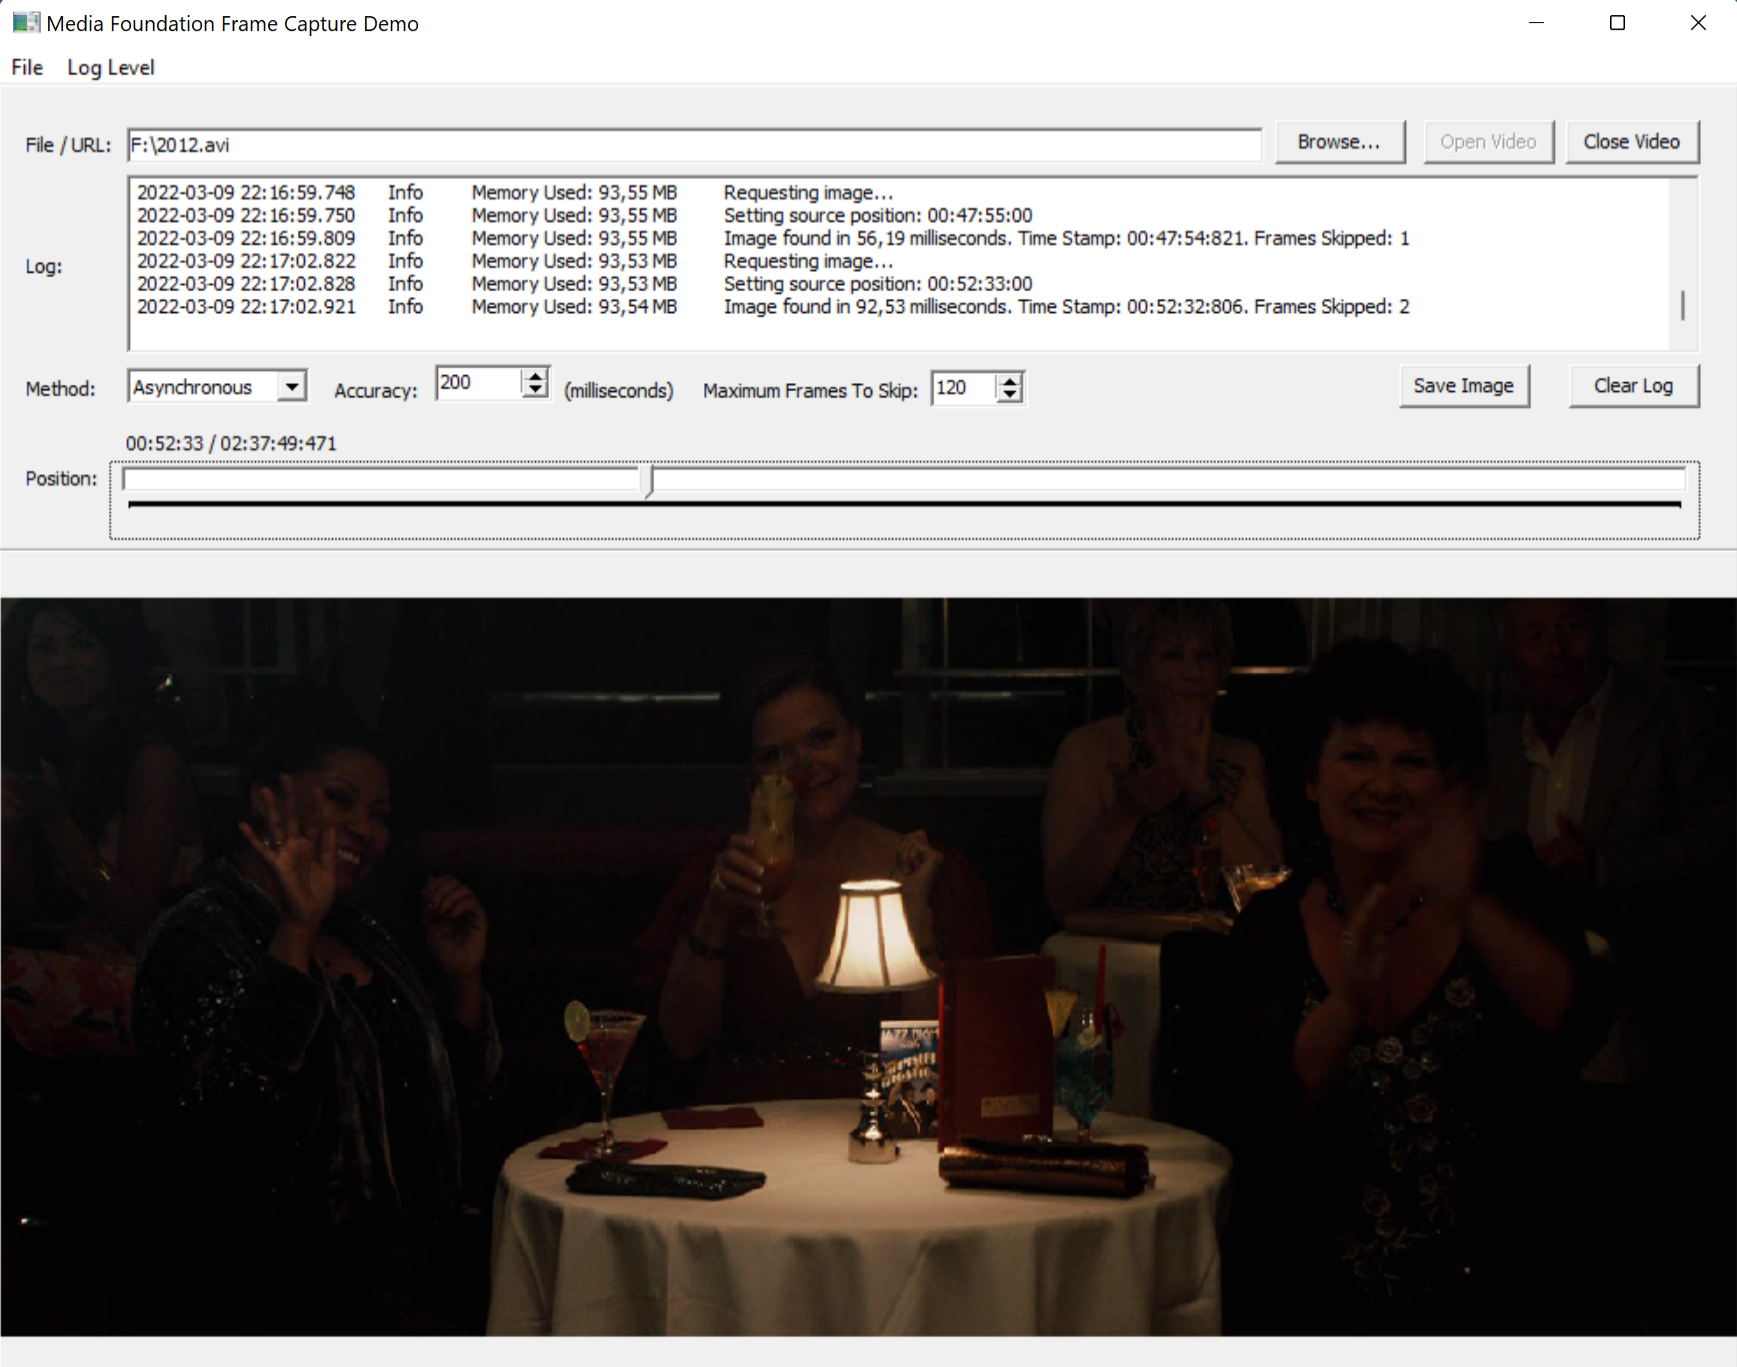 Media Foundation Frame Capture Demo
File Log Level
File / URL: F:\2012.avi Browse... Open Video Close Video
Log:
2022-03-09 22:16:59.748 Info Memory Used: 93,55 MB Requesting image...
2022-03-09 22:16:59.750 Info Memory Used: 93,55 MB Setting source position: 00:47:55:00
2022-03-09 22:16:59.809 Info Memory Used: 93,55 MB Image found in 56,19 milliseconds. Time Stamp: 00:47:54:821. Frames Skipped: 1
2022-03-09 22:17:02.822 Info Memory Used: 93,53 MB Requesting image...
2022-03-09 22:17:02.828 Info Memory Used: 93,53 MB Setting source position: 00:52:33:00
2022-03-09 22:17:02.921 Info Memory Used: 93,54 MB Image found in 92,53 milliseconds. Time Stamp: 00:52:32:806. Frames Skipped: 2
Method: Asynchronous Accuracy: 200 (milliseconds) Maximum Frames To Skip: 120 Save Image Clear Log
00:52:33 / 02:37:49:471
Position:
JAZZ